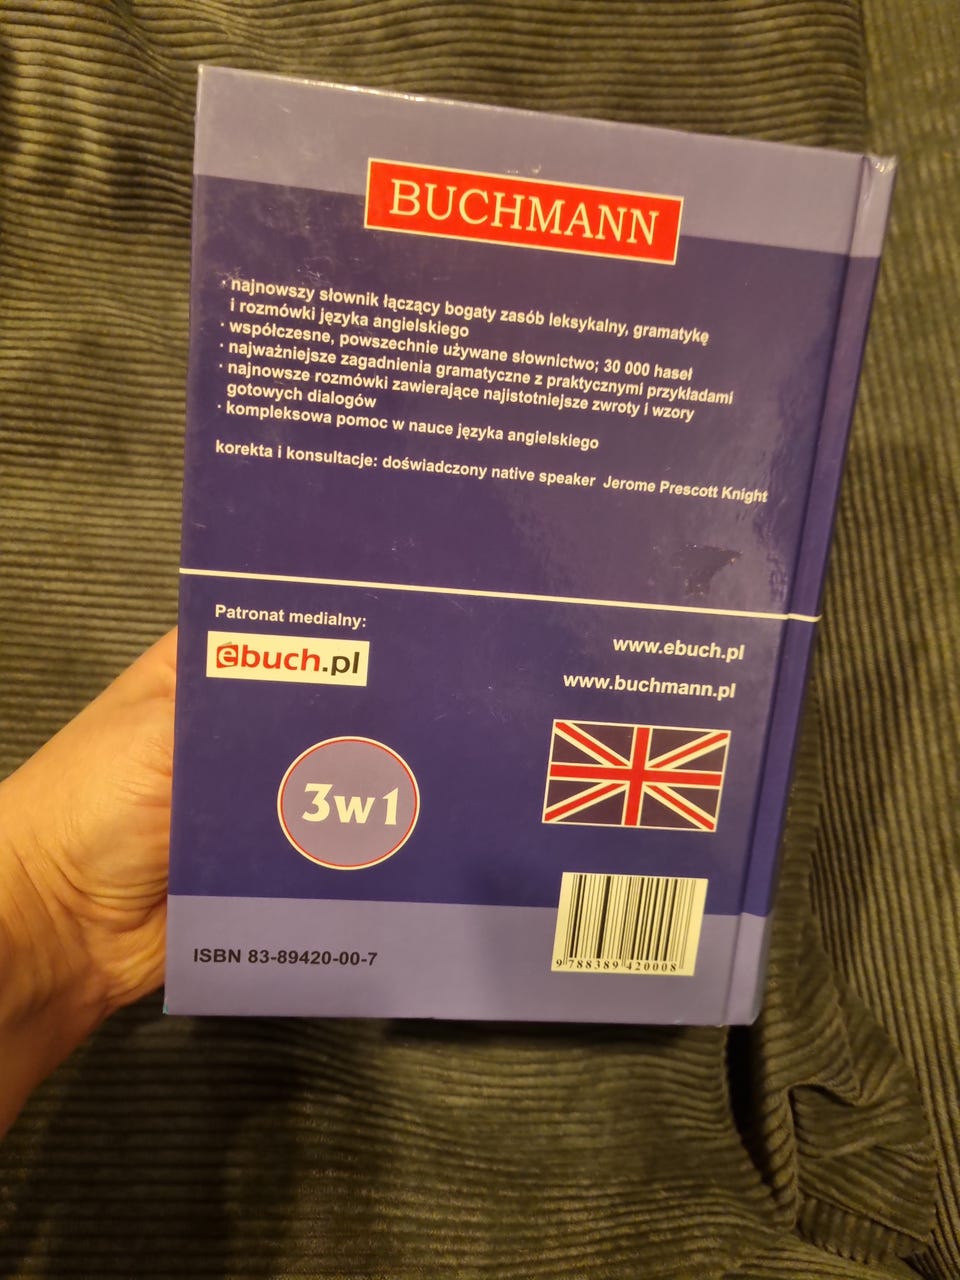 BUCHMANN
· najnowszy słownik łączący bogaty zasób leksykalny, gramatykę
i rozmówki języka angielskiego
· współczesne, powszechnie używane słownictwo; 30 000 haseł
· najważniejsze zagadnienia gramatyczne z praktycznymi przykładami
· najnowsze rozmówki zawierające najistotniejsze zwroty i wzory
gotowych dialogów
· kompleksowa pomoc w nauce języka angielskiego
korekta i konsultacje: doświadczony native speaker Jerome Prescott Knight
Patronat medialny:
ebuch.pl
www.ebuch.pl
www.buchmann.pl
3w1
ISBN 83-89420-00-7
9 788389 420008